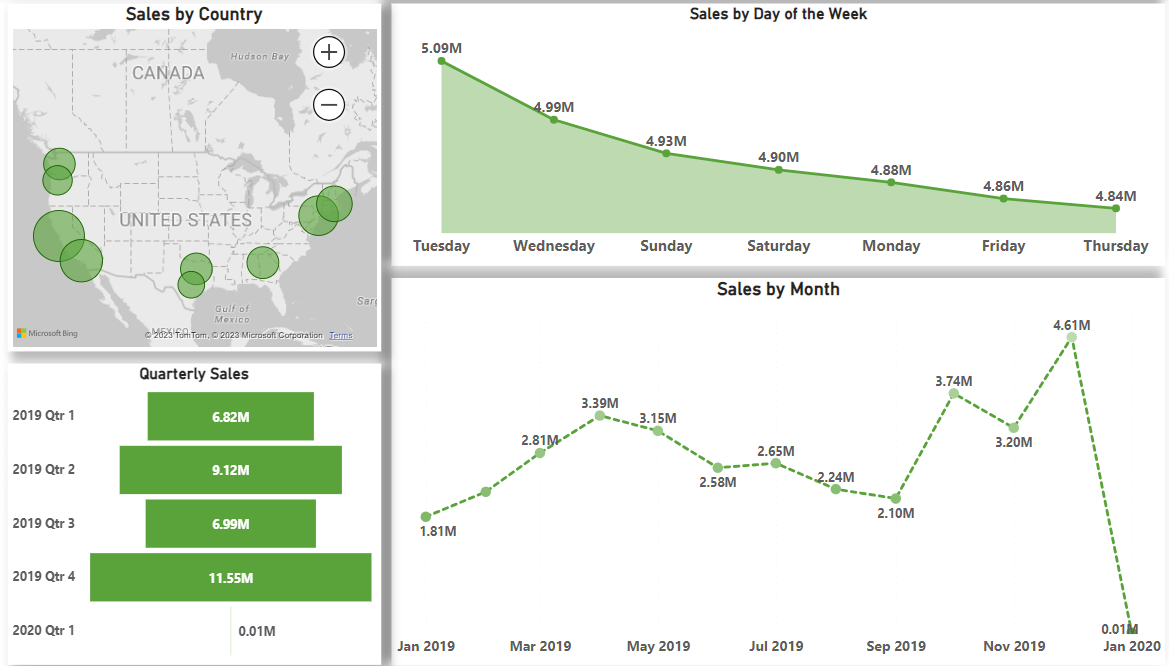 Sales by Country
Hudson Bay
CANADA
UNITED STATES
Gulf of
Mexico
MEXICO
Microsoft Bing
© 2023 TomTom, © 2023 Microsoft Corporation Terms
Sales by Day of the Week
5.09M
4.99M
4.93M
4.90M
4.88M
4.86M
4.84M
Tuesday Wednesday Sunday Saturday Monday Friday Thursday
Quarterly Sales
2019 Qtr 1 6.82M
2019 Qtr 2 9.12M
2019 Qtr 3 6.99M
2019 Qtr 4 11.55M
2020 Qtr 1 0.01M
Sales by Month
4.61M
3.74M
3.39M
3.15M
3.20M
2.81M
2.65M
2.58M
2.24M
2.10M
1.81M
0.01M
Jan 2019 Mar 2019 May 2019 Jul 2019 Sep 2019 Nov 2019 Jan 2020